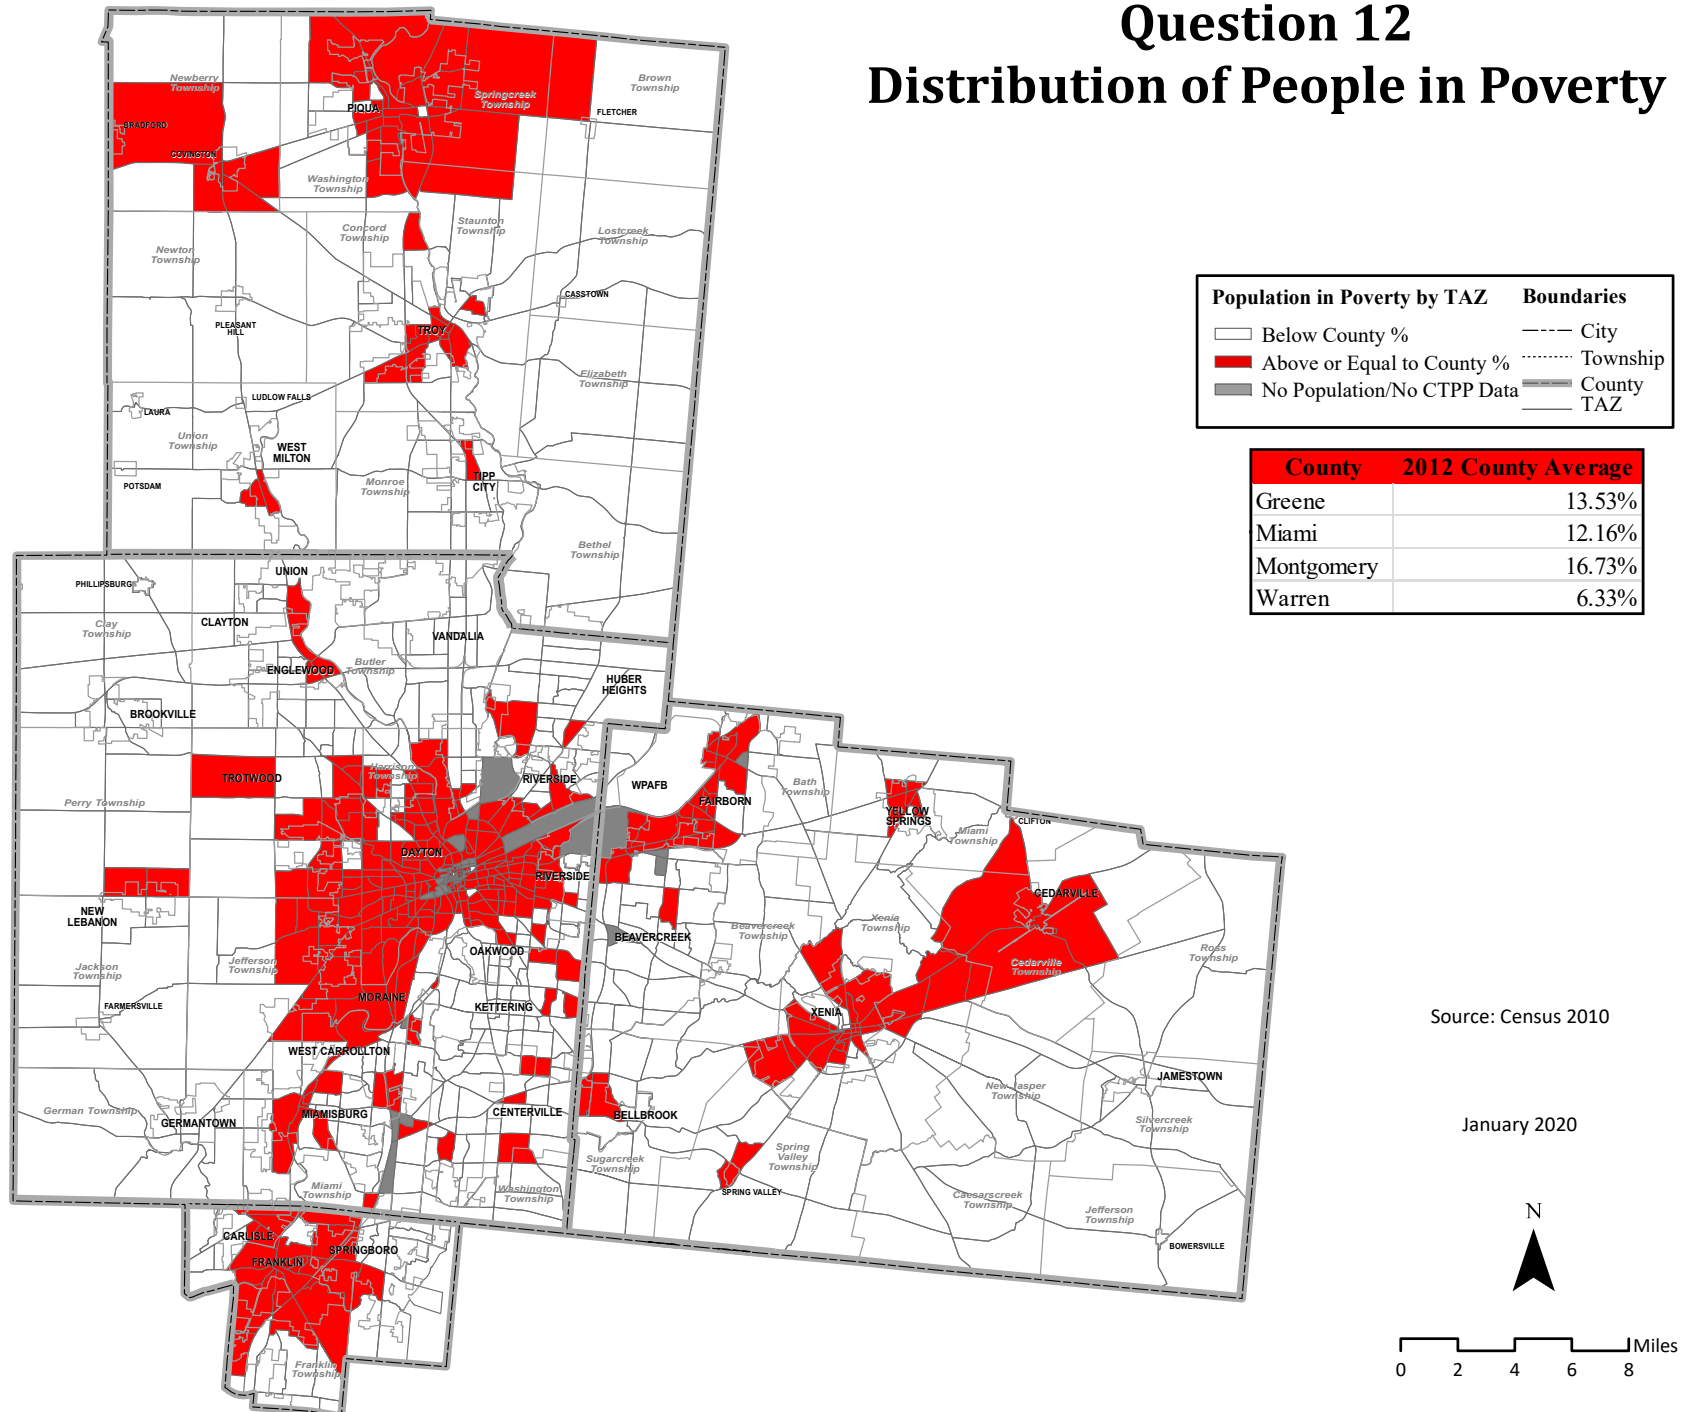 Question 12
Distribution of People in Poverty
Newberry
Township
Brown
Township
Springcreek
Township
PIQUA
FLETCHER
BRADFORD
COVINGTON
Washington
Township
Concord
Township
Staunton
Township
Lostcreek
Township
Newton
Township
CASSTOWN
PLEASANT
HILL
TROY
Elizabeth
Township
LUDLOW FALLS
LAURA
Union
Township
WEST
MILTON
POTSDAM
Monroe
Township
TIPP
CITY
Bethel
Township
Population in Poverty by TAZ
Below County %
Above or Equal to County %
No Population/No CTPP Data
Boundaries
City
Township
County
TAZ
County 2012 County Average
Greene 13.53%
Miami 12.16%
Montgomery 16.73%
Warren 6.33%
UNION
PHILLIPSBURG
Clay
Township
CLAYTON
VANDALIA
ENGLEWOOD
Butler
Township
HUBER
HEIGHTS
BROOKVILLE
TROTWOOD
Harrison
Township
RIVERSIDE
WPAFB
Perry Township
FAIRBORN
Bath
Township
YELLOW
SPRINGS
CLIFTON
Miami
Township
DAYTON
RIVERSIDE
CEDARVILLE
NEW
LEBANON
Xenia
Township
Beavercreek
Township
BEAVERCREEK
OAKWOOD
Ross
Township
Jackson
Township
Jefferson
Township
Cedarville
Township
MORAINE
FARMERSVILLE
KETTERING
XENIA
WEST CARROLLTON
JAMESTOWN
New Jasper
Township
German Township
GERMANTOWN
MIAMISBURG
CENTERVILLE
BELLBROOK
Silvercreek
Township
Sugarcreek
Township
Spring
Valley
Township
Miami
Township
Washington
Township
SPRING VALLEY
Caesarscreek
Township
Jefferson
Township
CARLISLE
SPRINGBORO
BOWERSVILLE
FRANKLIN
Franklin
Township
Source: Census 2010
January 2020
N
Miles
0 2 4 6 8